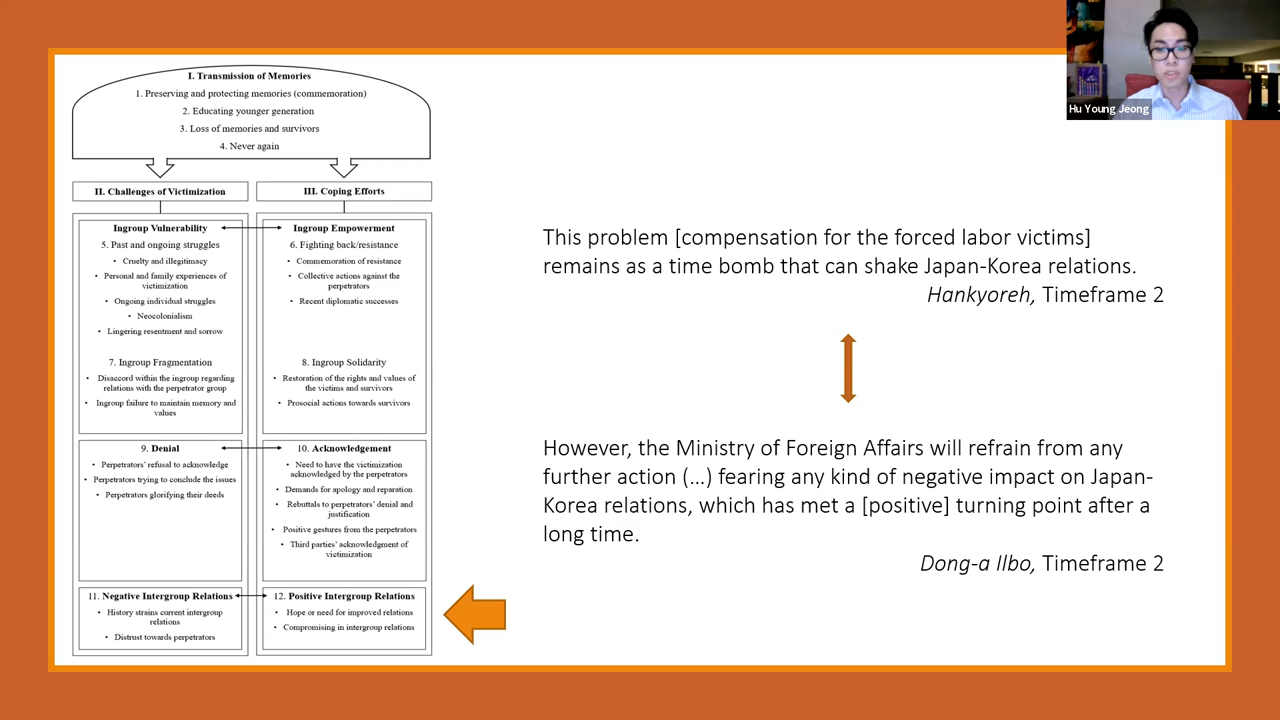 I. Transmission of Memories
1. Preserving and protecting memories (commemoration)
2. Educating younger generation
3. Loss of memories and survivors
4. Never again
II. Challenges of Victimization
Ingroup Vulnerability
5. Past and ongoing struggles
• Cruelty and illegitimacy
• Personal and family experiences of
victimization
• Ongoing individual struggles
• Neocolonialism
• Lingering resentment and sorrow
7. Ingroup Fragmentation
• Disaccord within the ingroup regarding
relations with the perpetrator group
• Ingroup failure to maintain memory and
values
9. Denial
• Perpetrators' refusal to acknowledge
• Perpetrators trying to conclude the issues
• Perpetrators glorifying their deeds
11. Negative Intergroup Relations
• History strains current intergroup
relations
• Distrust towards perpetrators
III. Coping Efforts
Ingroup Empowerment
6. Fighting back/resistance
• Commemoration of resistance
• Collective actions against the
perpetrators
• Recent diplomatic successes
8. Ingroup Solidarity
• Restoration of the rights and values of
the victims and survivors
• Prosocial actions towards survivors
10. Acknowledgement
• Need to have the victimization
acknowledged by the perpetrators
• Demands for apology and reparation
• Rebuttals to perpetrators' denial and
justification
• Positive gestures from the perpetrators
• Third parties' acknowledgment of
victimization
12. Positive Intergroup Relations
• Hope or need for improved relations
• Compromising in intergroup relations
This problem [compensation for the forced labor victims]
remains as a time bomb that can shake Japan-Korea relations.
Hankyoreh, Timeframe 2
However, the Ministry of Foreign Affairs will refrain from any
further action (...) fearing any kind of negative impact on Japan-
Korea relations, which has met a [positive] turning point after a
long time.
Dong-a Ilbo, Timeframe 2
Hu Young Jeong